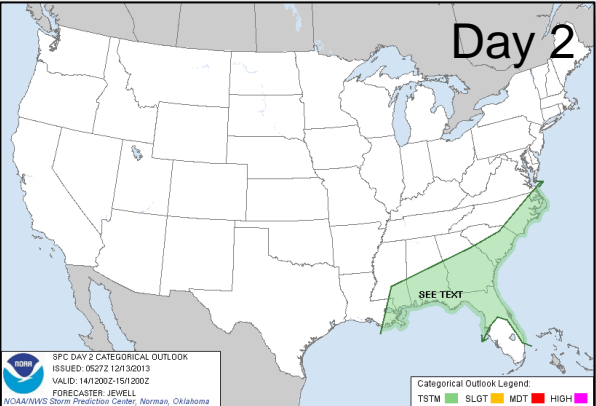 Day 2
SEE TEXT
NOAA
SPC DAY 2 CATEGORICAL OUTLOOK
ISSUED: 0527Z 12/13/2013
VALID: 14/1200Z-15/1200Z
FORECASTER: JEWELL
NOAA/NWS Storm Prediction Center, Norman, Oklahoma
Categorical Outlook Legend:
TSTM SLGT MDT HIGH